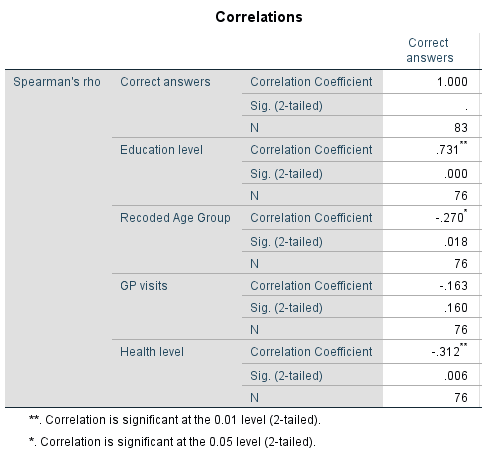 Correlations
Correct answers
Spearman's rho Correct answers Correlation Coefficient 1.000
Sig. (2-tailed) .
N 83
Education level Correlation Coefficient .731**
Sig. (2-tailed) .000
N 76
Recoded Age Group Correlation Coefficient -.270*
Sig. (2-tailed) .018
N 76
GP visits Correlation Coefficient -.163
Sig. (2-tailed) .160
N 76
Health level Correlation Coefficient -.312**
Sig. (2-tailed) .006
N 76
**. Correlation is significant at the 0.01 level (2-tailed).
*. Correlation is significant at the 0.05 level (2-tailed).